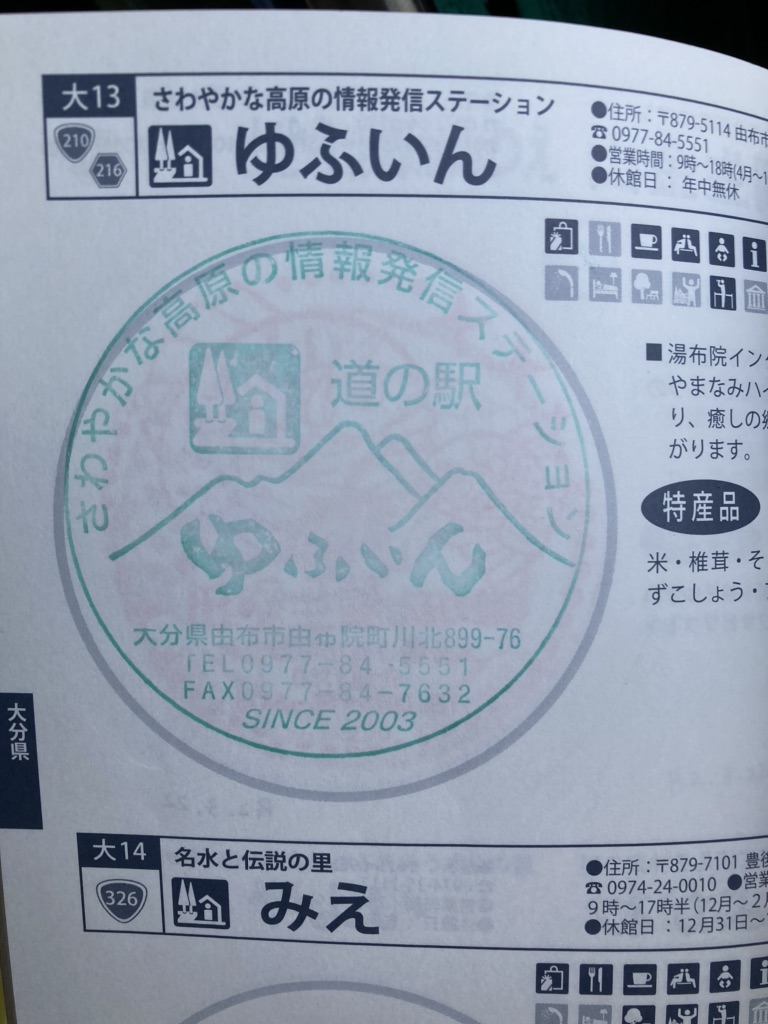 大13
さわやかな高原の情報発信ステーション
210
216
ゆふいん
●住所：〒879-5114 由布市
☎ 0977-84-5551
●営業時間：9時～18時(4月～1
●休館日：年中無休
さわやかな高原の情報発信ステーション
道の駅
ゆふいん
大分県由布市由布院町川北899-76
TEL0977-84-5551
FAX0977-84-7632
SINCE 2003
■湯布院イン
やまなみハイ
り、癒しの郷
がります。
特産品
米・椎茸・そ
ずこしょう・
大分県
大14
名水と伝説の里
326
みえ
●住所：〒879-7101 豊後
☎ 0974-24-0010 ●営業
9時～17時半(12月～2月
●休館日：12月31日～